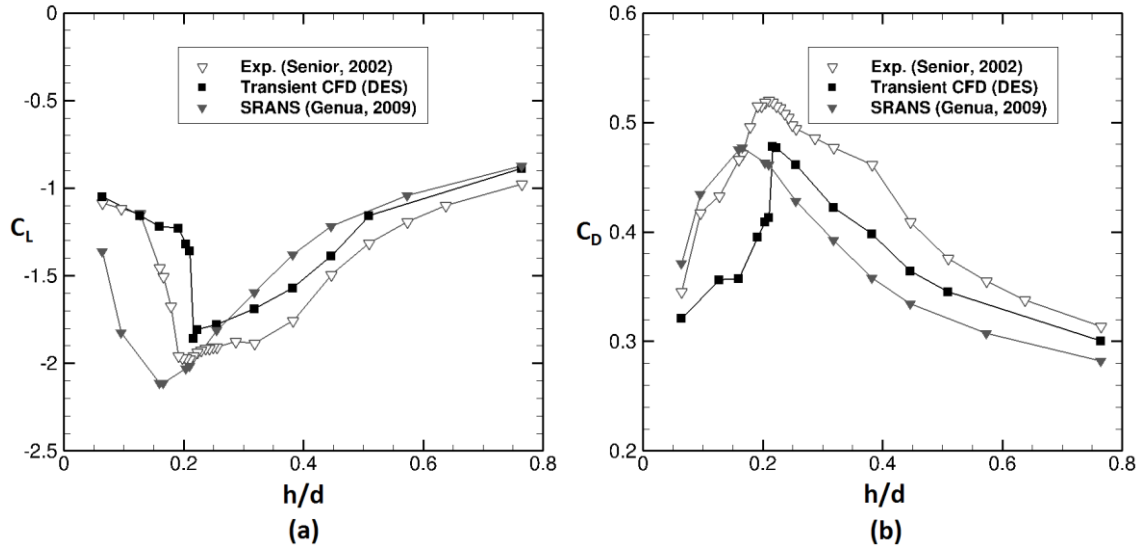 0
-0.5
-1
-1.5
-2
-2.5
C_L
0
0.2
0.4
0.6
0.8
h/d
(a)
Exp. (Senior, 2002)
Transient CFD (DES)
SRANS (Genua, 2009)
0.6
0.5
0.4
0.3
0.2
C_D
0
0.2
0.4
0.6
0.8
h/d
(b)
Exp. (Senior, 2002)
Transient CFD (DES)
SRANS (Genua, 2009)